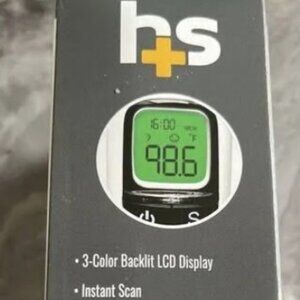 h+s
16:00
°F
98.6
S
• 3-Color Backlit LCD Display
• Instant Scan